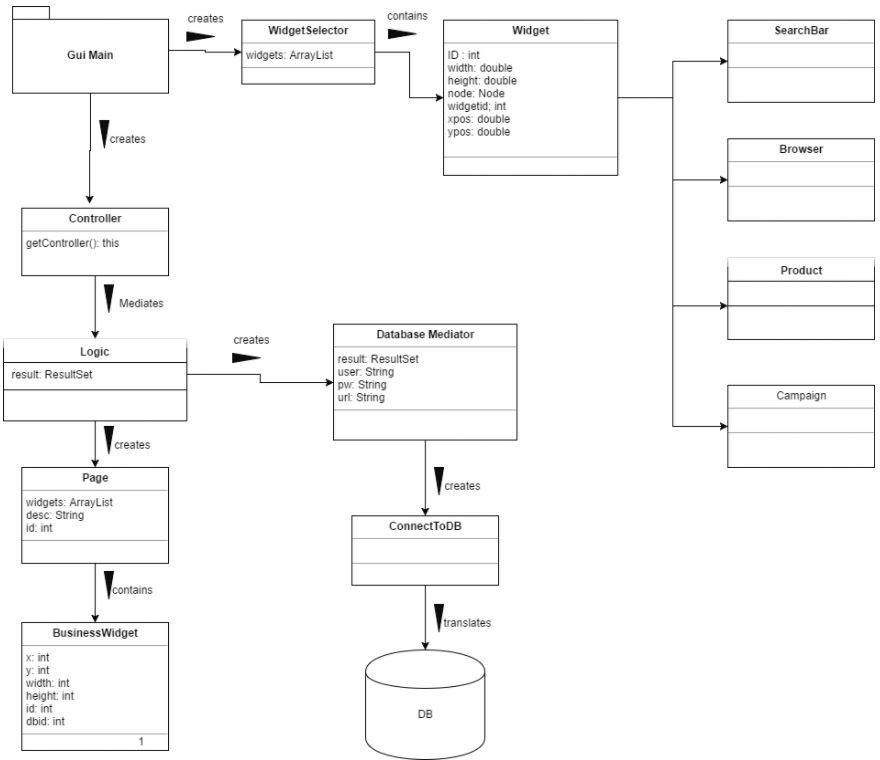 creates
contains
Gui Main
WidgetSelector
widgets: ArrayList
Widget
ID : int
width: double
height: double
node: Node
widgetid; int
xpos: double
ypos: double
SearchBar
creates
Browser
Controller
getController(): this
Product
Mediates
creates
Logic
result: ResultSet
Database Mediator
result: ResultSet
user: String
pw: String
url: String
Campaign
creates
Page
widgets: ArrayList
desc: String
id: int
creates
ConnectToDB
contains
translates
BusinessWidget
x: int
y: int
width: int
height: int
id: int
dbid: int
1
DB